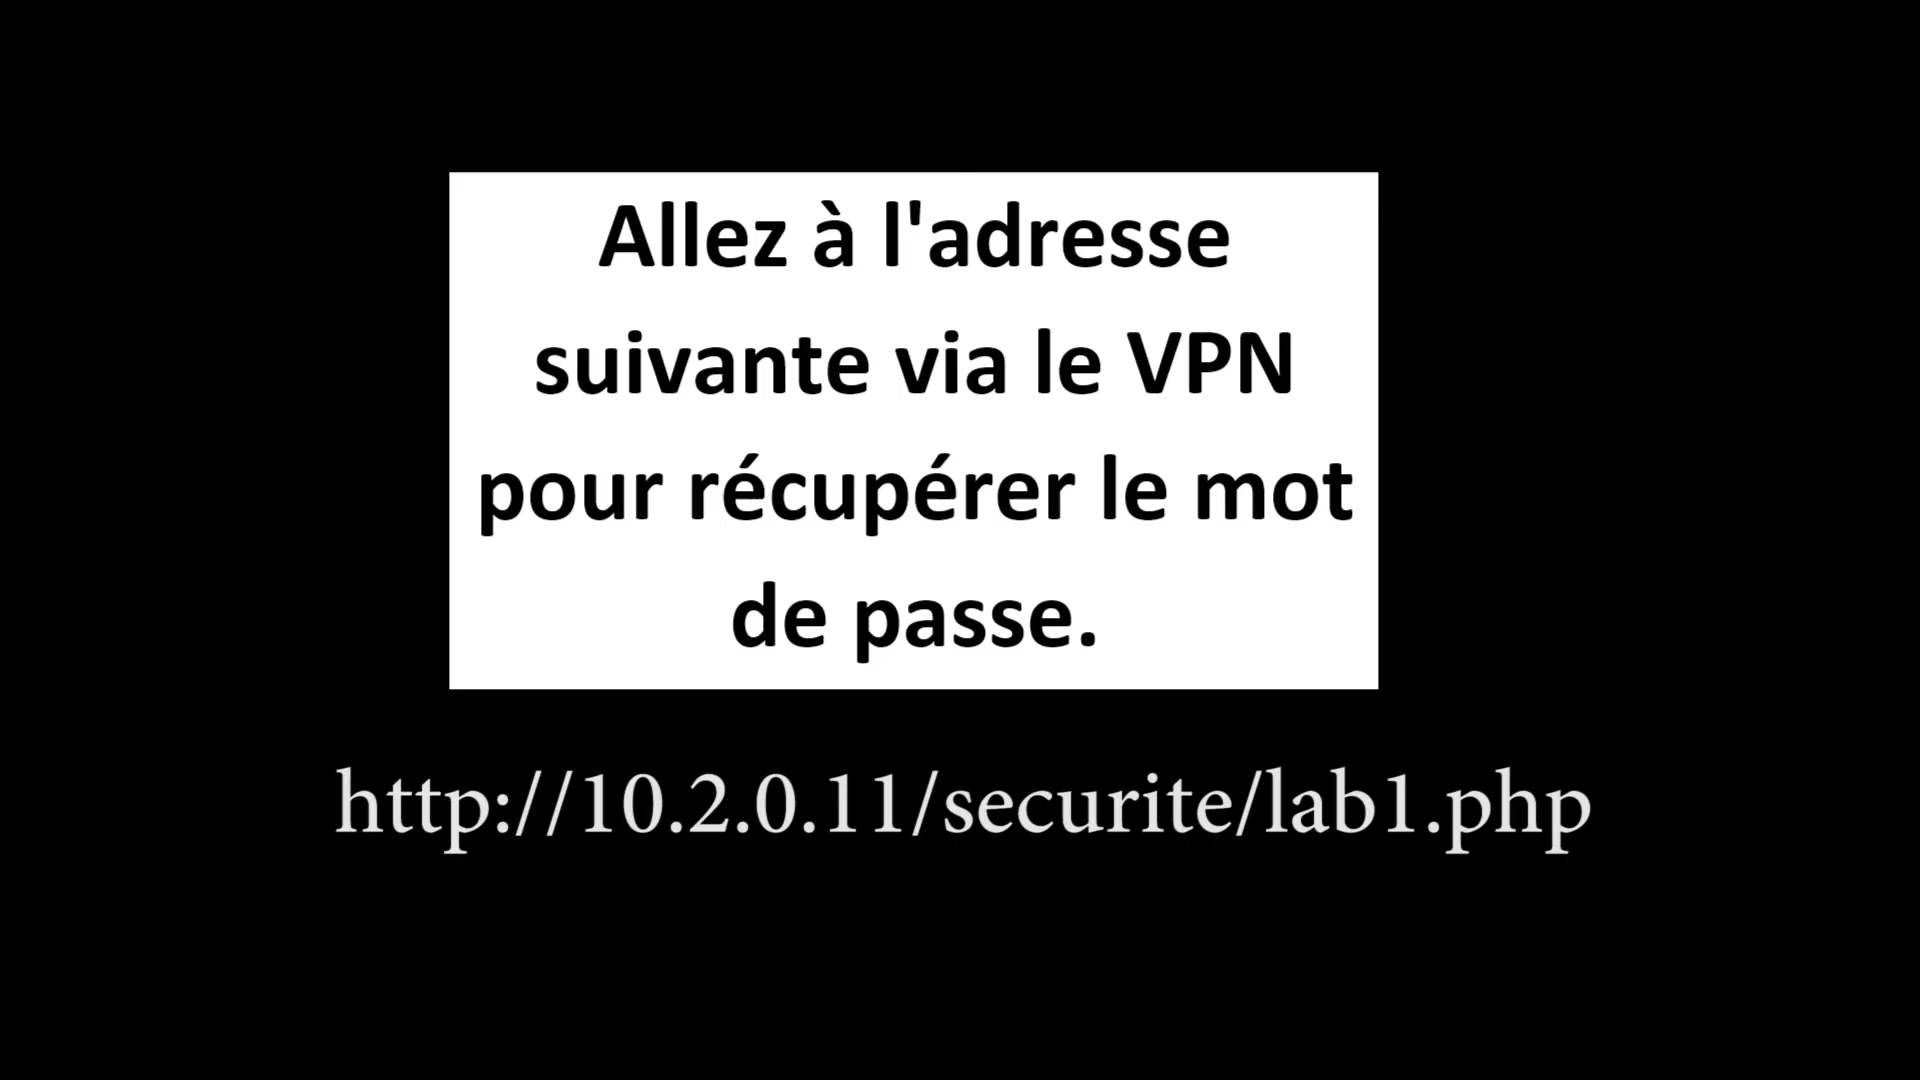 Allez à l'adresse
suivante via le VPN
pour récupérer le mot
de passe.
http://10.2.0.11/securite/lab1.php